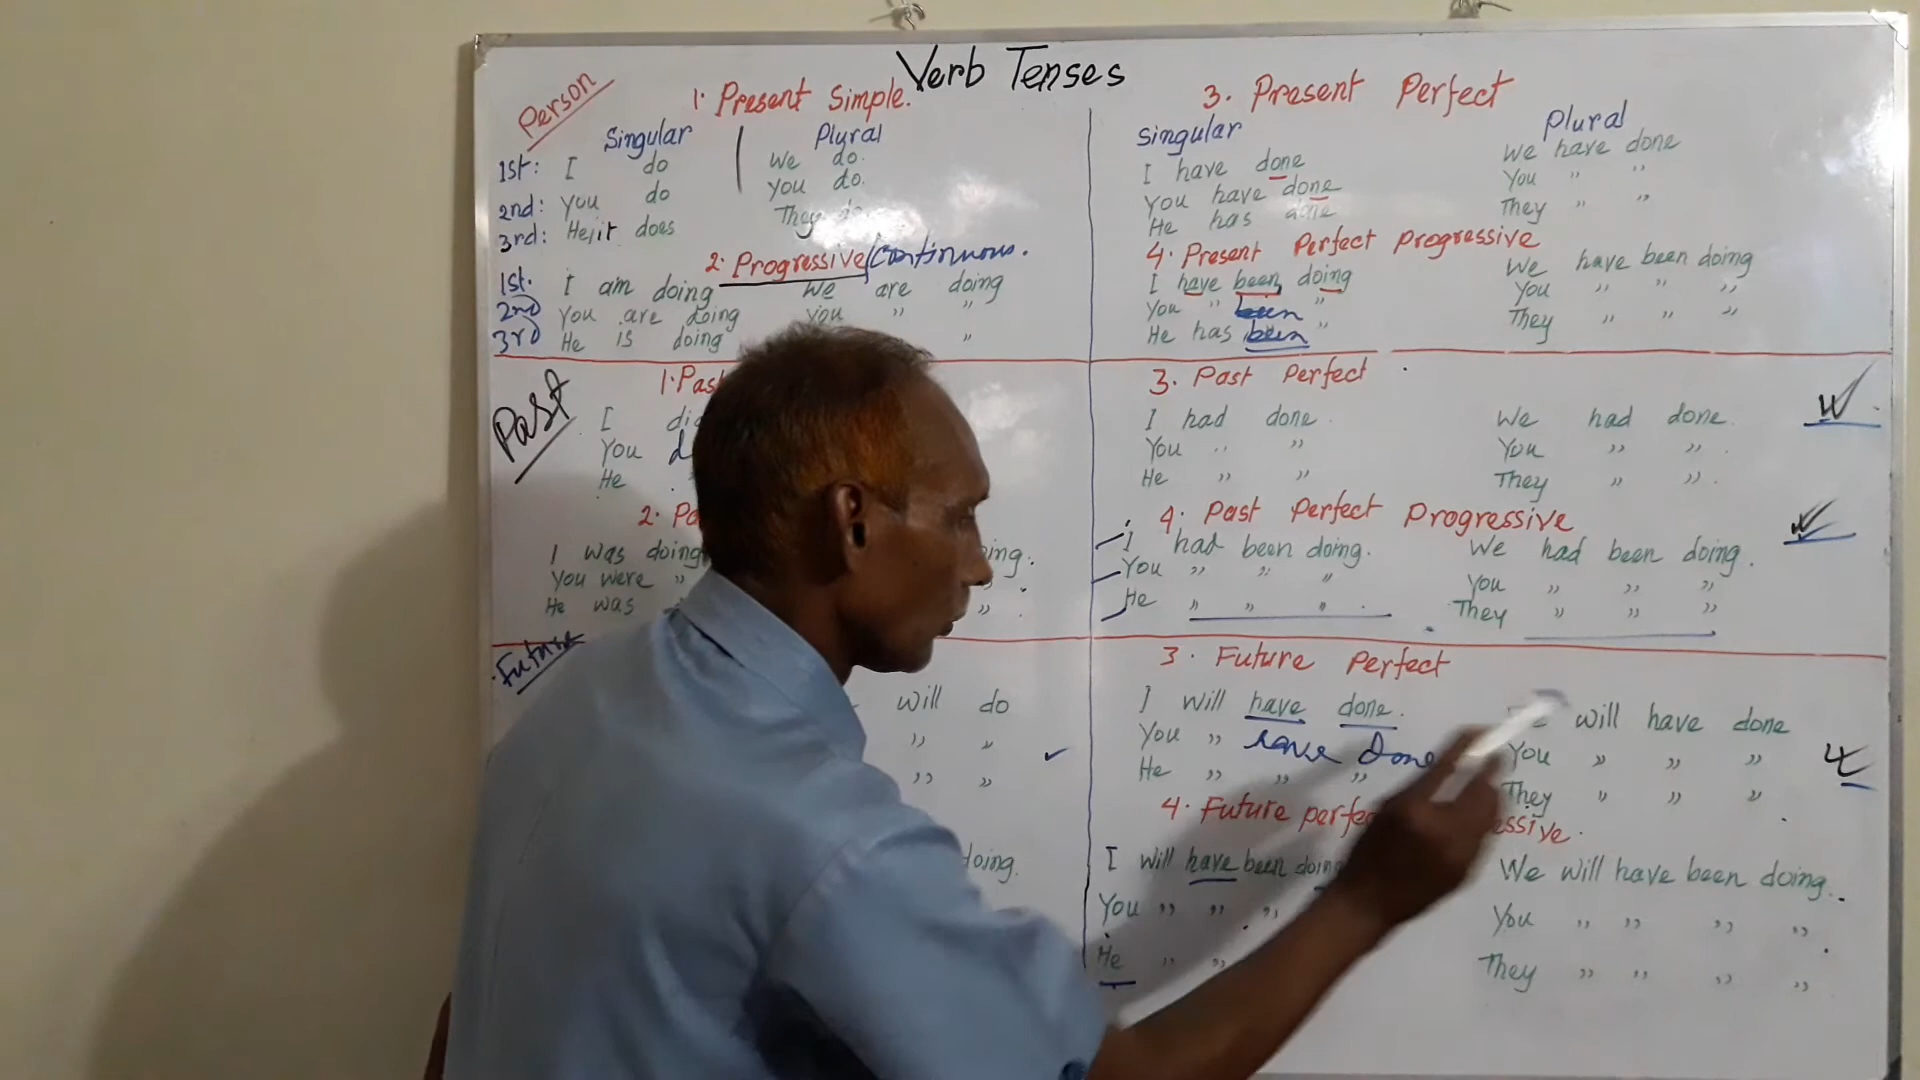 Verb Tenses
Person
1. Present Simple.
Singular Plural
1st: I do We do.
2nd: You do You do.
3rd: He/it does They do
2. Progressive/Continuous.
1st. I am doing We are doing
2nd You are doing You " "
3rd He is doing "
3. Present Perfect
Singular Plural
I have done We have done
You have done You " "
He has done They " "
4. Present Perfect Progressive
I have been doing We have been doing
You " been " You " " "
He has been " They " " "
Past
1. Past
I
You
He
2.
I was doing
You were "
He was
3. Past Perfect
I had done. We had done.
You " " You " " .
He " " They " " .
4. Past Perfect Progressive
I had been doing. We had been doing.
You " " " You " " "
He " " " . They " " "
Future
will do
" "
" "
doing.
3. Future Perfect
I will have done. will have done
You " have done You " " "
He " " " They " " "
4. Future
I will have been We will have been doing.
You " " " You " " " "
He " " They " " " "